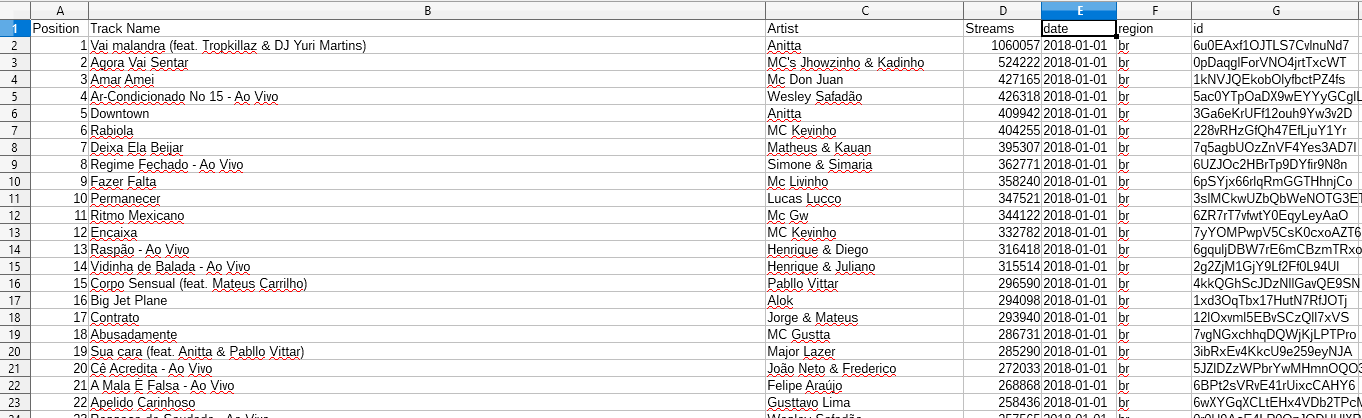 A B C D E F G
1 Position Track Name Artist Streams date region id
2 1 Vai malandra (feat. Tropkillaz & DJ Yuri Martins) Anitta 1060057 2018-01-01 br 6u0EAxf1OJTLS7CvlnuNd7
3 2 Agora Vai Sentar MC's Jhowzinho & Kadinho 524222 2018-01-01 br 0pDaqglForVNO4jrtTxcWT
4 3 Amar Amei Mc Don Juan 427165 2018-01-01 br 1kNVJQEkobOlyfbctPZ4fs
5 4 Ar-Condicionado No 15 - Ao Vivo Wesley Safadão 426318 2018-01-01 br 5ac0YTpOaDX9wEYYyGCglL
6 5 Downtown Anitta 409942 2018-01-01 br 3Ga6eKrUFf12ouh9Yw3v2D
7 6 Rabiola MC Kevinho 404255 2018-01-01 br 228vRHzGfQh47EfLjuY1Yr
8 7 Deixa Ela Beijar Matheus & Kauan 395307 2018-01-01 br 7q5agbUOzZnVF4Yes3AD7l
9 8 Regime Fechado - Ao Vivo Simone & Simaria 362771 2018-01-01 br 6UZJOc2HBrTp9DYfir9N8n
10 9 Fazer Falta Mc Livinho 358240 2018-01-01 br 6pSYjx66rlqRmGGTHhnjCo
11 10 Permanecer Lucas Lucco 347521 2018-01-01 br 3slMCkwUZbQbWeNOTG3ET
12 11 Ritmo Mexicano Mc Gw 344122 2018-01-01 br 6ZR7rT7vfwtY0EqyLeyAaO
13 12 Encaixa MC Kevinho 332782 2018-01-01 br 7yYOMPwpV5CsK0cxoAZT6
14 13 Raspão - Ao Vivo Henrique & Diego 316418 2018-01-01 br 6gquljDBW7rE6mCBzmTRxo
15 14 Vidinha de Balada - Ao Vivo Henrique & Juliano 315514 2018-01-01 br 2g2ZjM1GjY9Lf2Ff0L94Ul
16 15 Corpo Sensual (feat. Mateus Carrilho) Pabllo Vittar 296590 2018-01-01 br 4kkQGhScJDzNllGavQE9SN
17 16 Big Jet Plane Alok 294098 2018-01-01 br 1xd3OqTbx17HutN7RfJOTj
18 17 Contrato Jorge & Mateus 293940 2018-01-01 br 12lOxwml5EBvSCzQll7xVS
19 18 Abusadamente MC Gustta 286731 2018-01-01 br 7vgNGxchhqDQWjKjLPTPro
20 19 Sua cara (feat. Anitta & Pabllo Vittar) Major Lazer 285290 2018-01-01 br 3ibRxEv4KkcU9e259eyNJA
21 20 Cê Acredita - Ao Vivo João Neto & Frederico 272033 2018-01-01 br 5JZlDZzWPbrYwMHmnOQO3
22 21 A Mala É Falsa - Ao Vivo Felipe Araújo 268868 2018-01-01 br 6BPt2sVRvE41rUixcCAHY6
23 22 Apelido Carinhoso Gusttavo Lima 258436 2018-01-01 br 6wXYGqXCLtEHx4VDb2TPcM